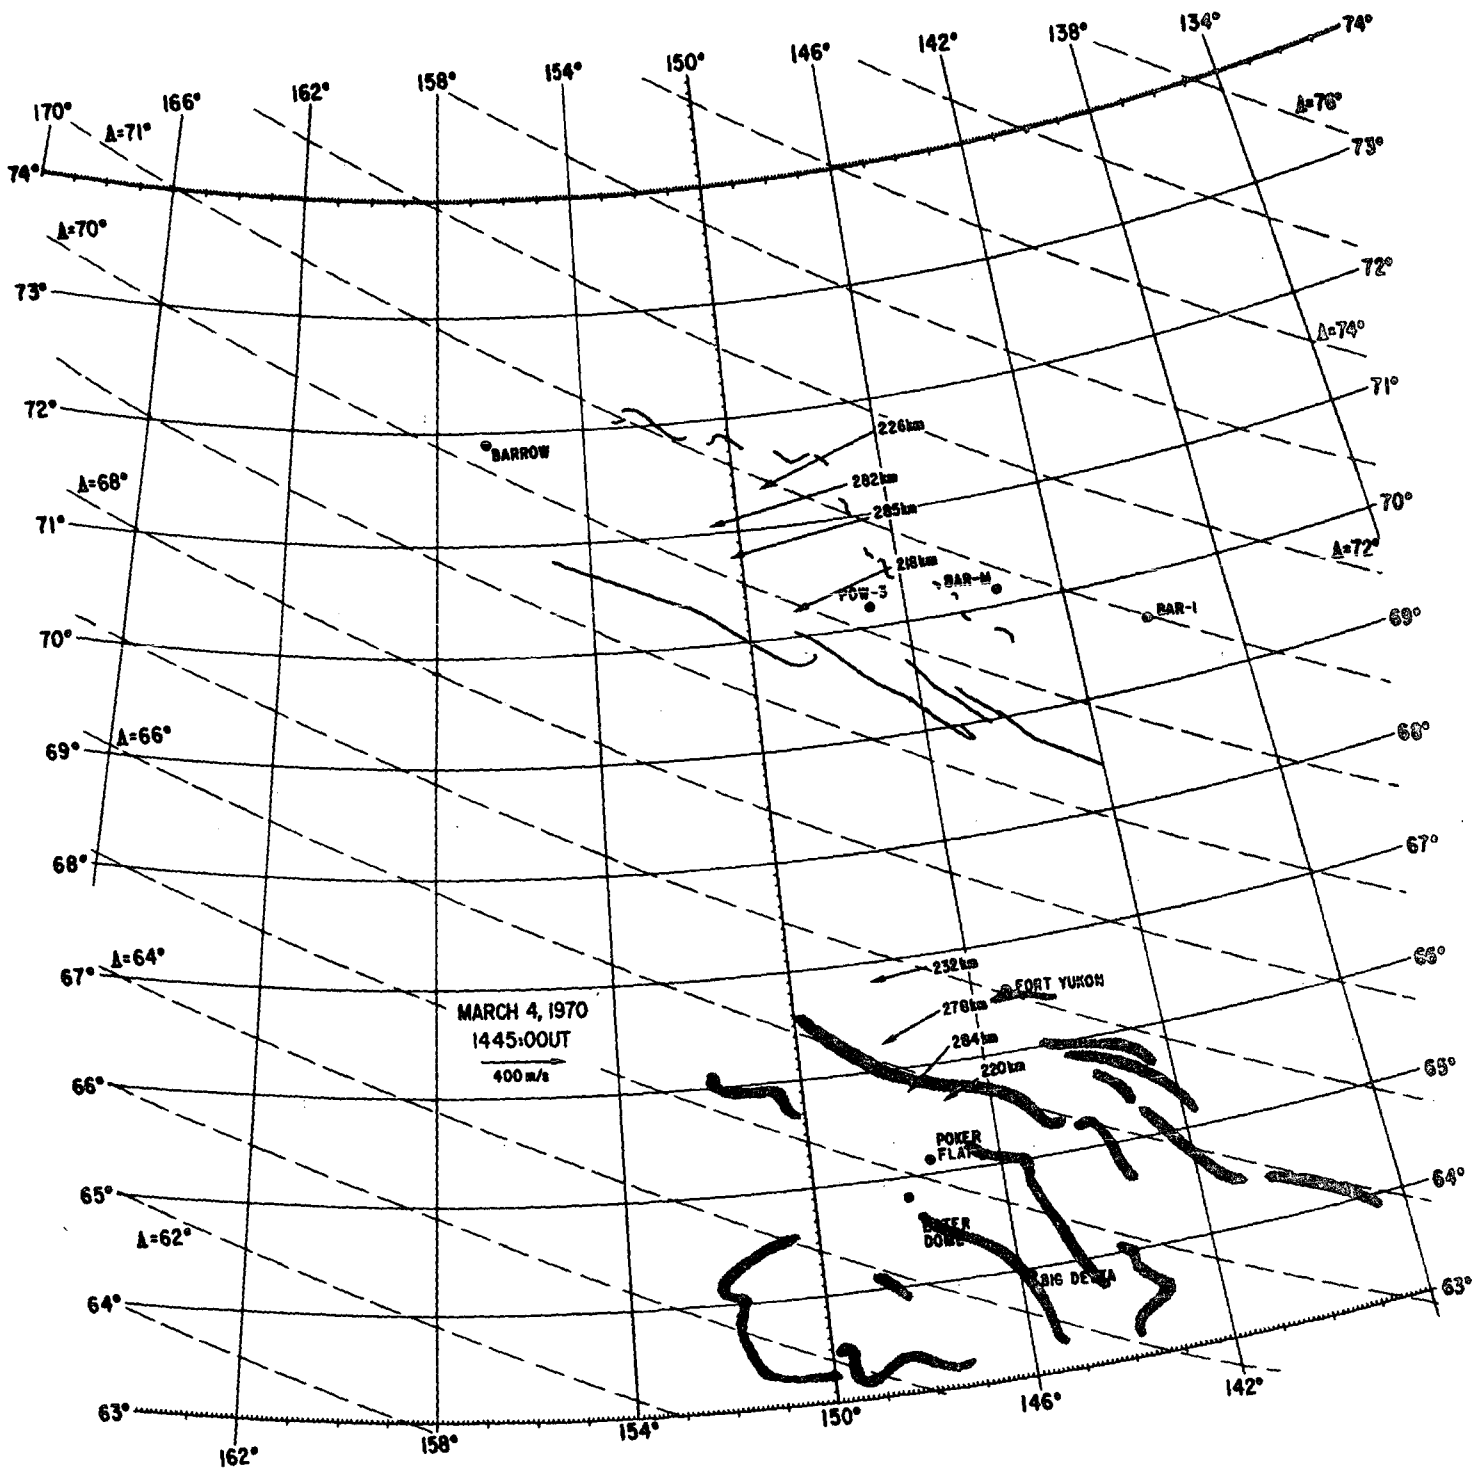 170° 166° 162° 158° 154° 150° 146° 142° 138° 134° 74°
Λ=71° Λ=76°
74° 73°
Λ=70°
73° 72°
Λ=74°
72° 71°
226km
BARROW
Λ=68° 282km
71° 285km 70°
Λ=72°
218km BAR-M
POW-3 BAR-I
70° 69°
Λ=66°
69° 68°
68° 67°
Λ=64° 232km 66°
67° FORT YUKON
MARCH 4, 1970 278km
1445:00UT 284km
400 m/s 220km
66° 65°
POKER
FLAT
65° 64°
Λ=62° ESTER
DOME
BIG DELTA
64° 63°
63° 162° 158° 154° 150° 146° 142°